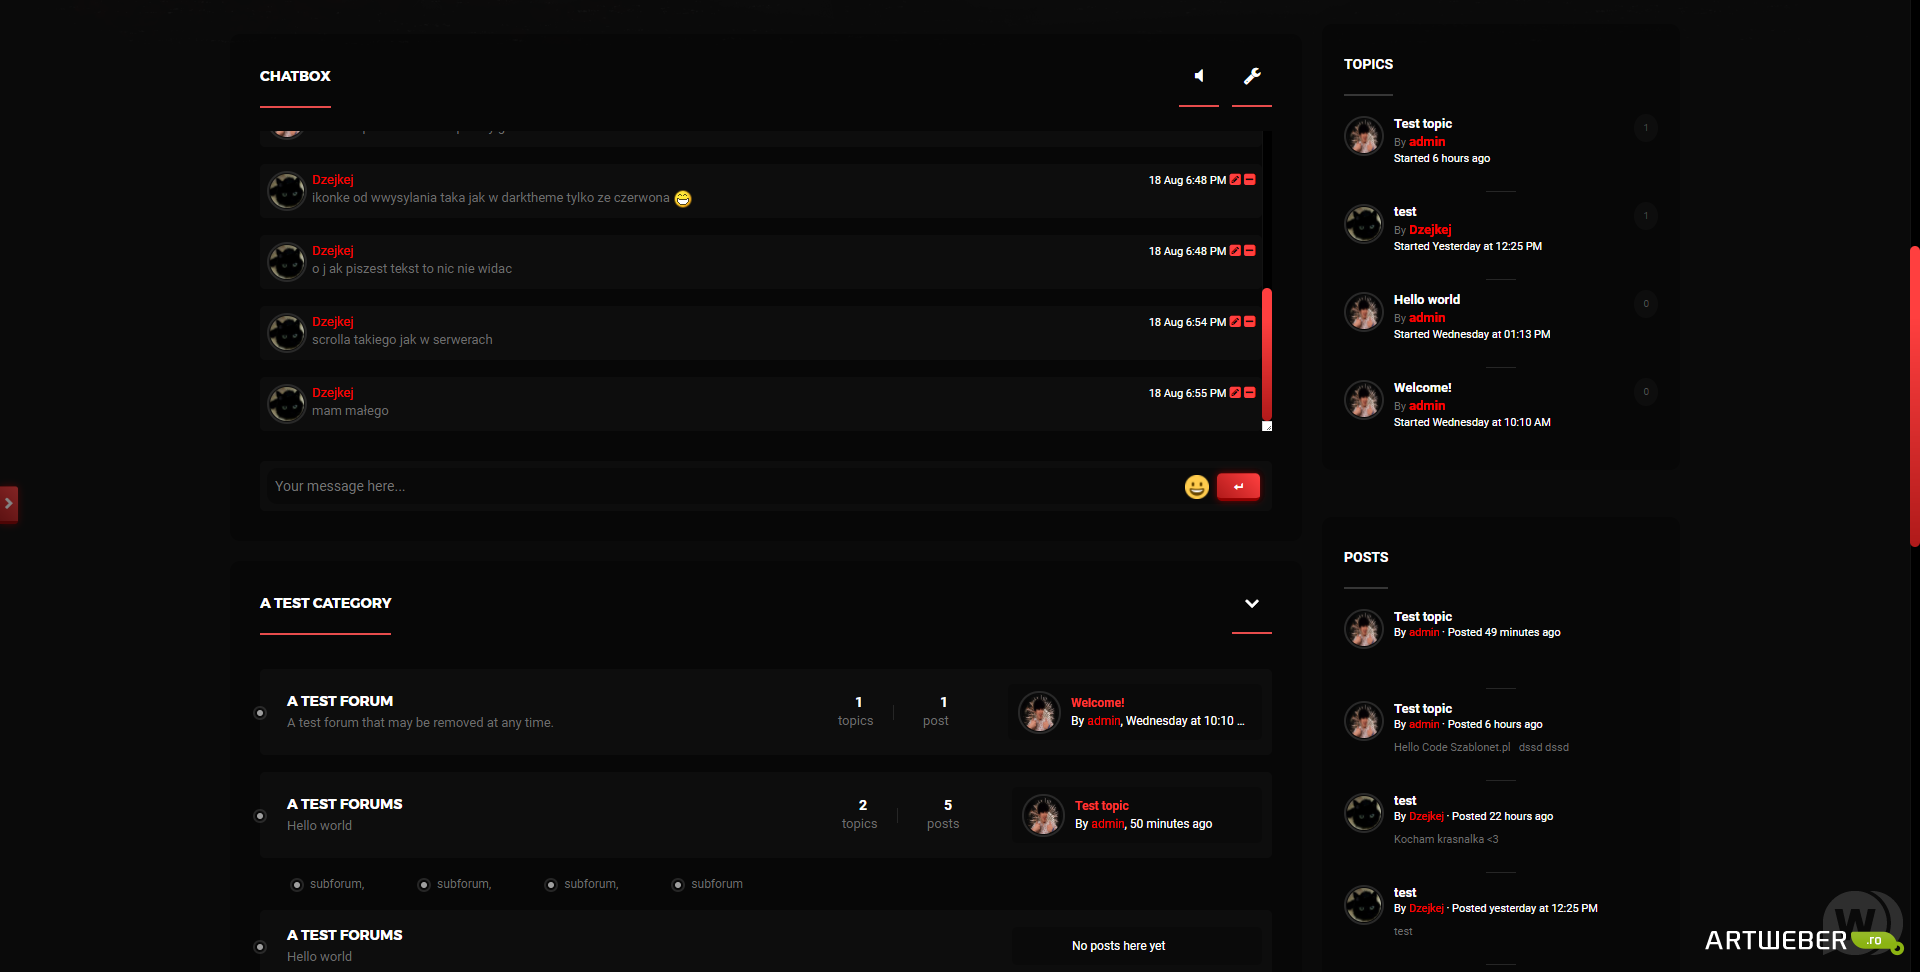 CHATBOX
Dzejkej
18 Aug 6:48 PM
ikonke od wwysylania taka jak w darktheme tylko ze czerwona
Dzejkej
18 Aug 6:48 PM
o j ak piszest tekst to nic nie widac
Dzejkej
18 Aug 6:54 PM
scrolla takiego jak w serwerach
Dzejkej
18 Aug 6:55 PM
mam małego
Your message here...
A TEST CATEGORY
A TEST FORUM
A test forum that may be removed at any time.
1
topics
1
post
Welcome!
By admin, Wednesday at 10:10 ...
A TEST FORUMS
Hello world
2
topics
5
posts
Test topic
By admin, 50 minutes ago
subforum,
subforum,
subforum,
subforum
A TEST FORUMS
Hello world
No posts here yet
TOPICS
Test topic
1
By admin
Started 6 hours ago
test
1
By Dzejkej
Started Yesterday at 12:25 PM
Hello world
0
By admin
Started Wednesday at 01:13 PM
Welcome!
0
By admin
Started Wednesday at 10:10 AM
POSTS
Test topic
By admin · Posted 49 minutes ago
Test topic
By admin · Posted 6 hours ago
Hello Code Szablonet.pl dssd dssd
test
By Dzejkej · Posted 22 hours ago
Kocham krasnalka <3
test
By Dzejkej · Posted yesterday at 12:25 PM
test
W
ARTWEBER .ro